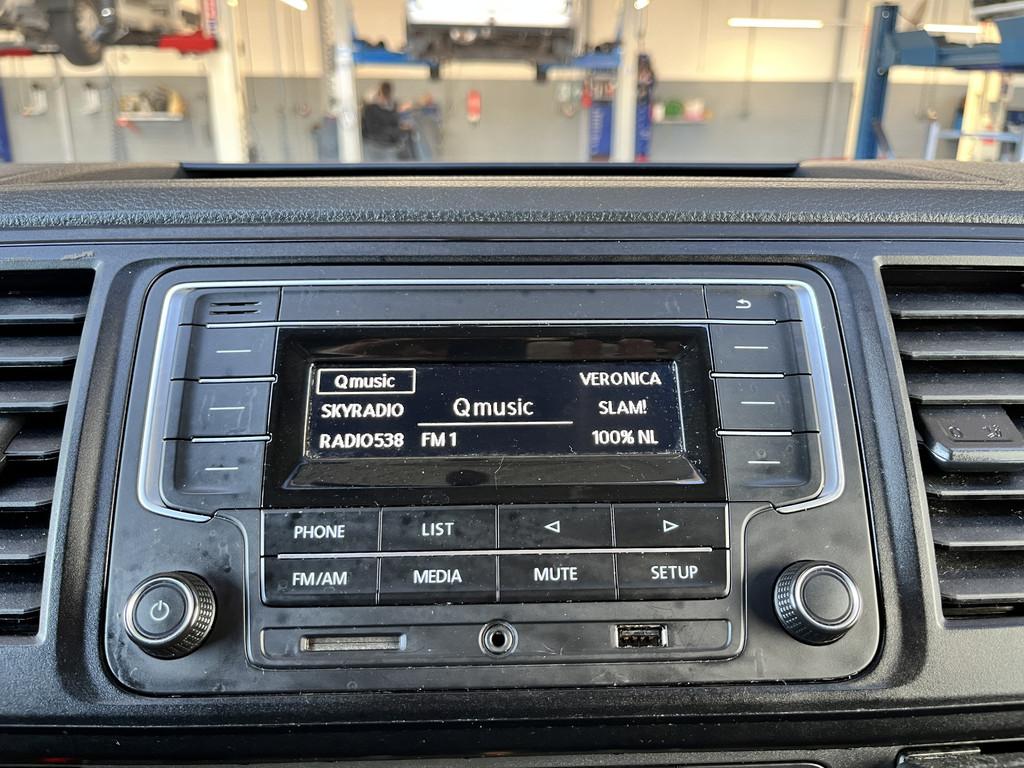 Qmusic
VERONICA
SKYRADIO
Qmusic
SLAM!
RADIO538
FM 1
100% NL
PHONE
LIST
FM/AM
MEDIA
MUTE
SETUP